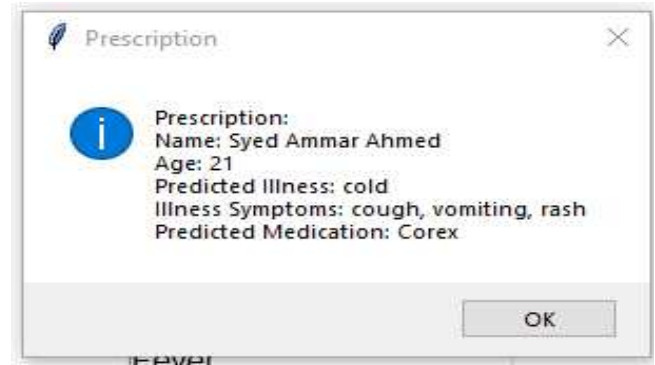 Prescription
Prescription:
Name: Syed Ammar Ahmed
Age: 21
Predicted Illness: cold
Illness Symptoms: cough, vomiting, rash
Predicted Medication: Corex
OK
Fever